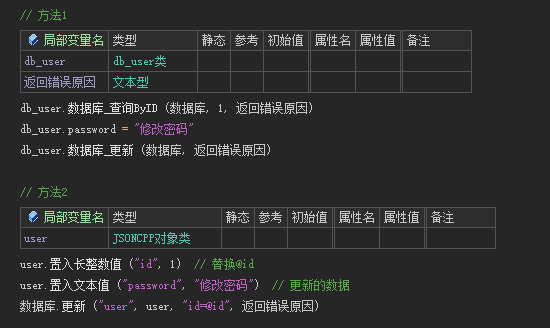 // 方法1
局部变量名 类型 静态 参考 初始值 属性名 属性值 备注
db_user db_user类
返回错误原因 文本型
db_user.数据库_查询ByID (数据库, 1, 返回错误原因)
db_user.password = "修改密码"
db_user.数据库_更新 (数据库, 返回错误原因)
// 方法2
局部变量名 类型 静态 参考 初始值 属性名 属性值 备注
user JSONCPP对象类
user.置入长整数值 ("id", 1) // 替换@id
user.置入文本值 ("password", "修改密码") // 更新的数据
数据库.更新 ("user", user, "id=@id", 返回错误原因)